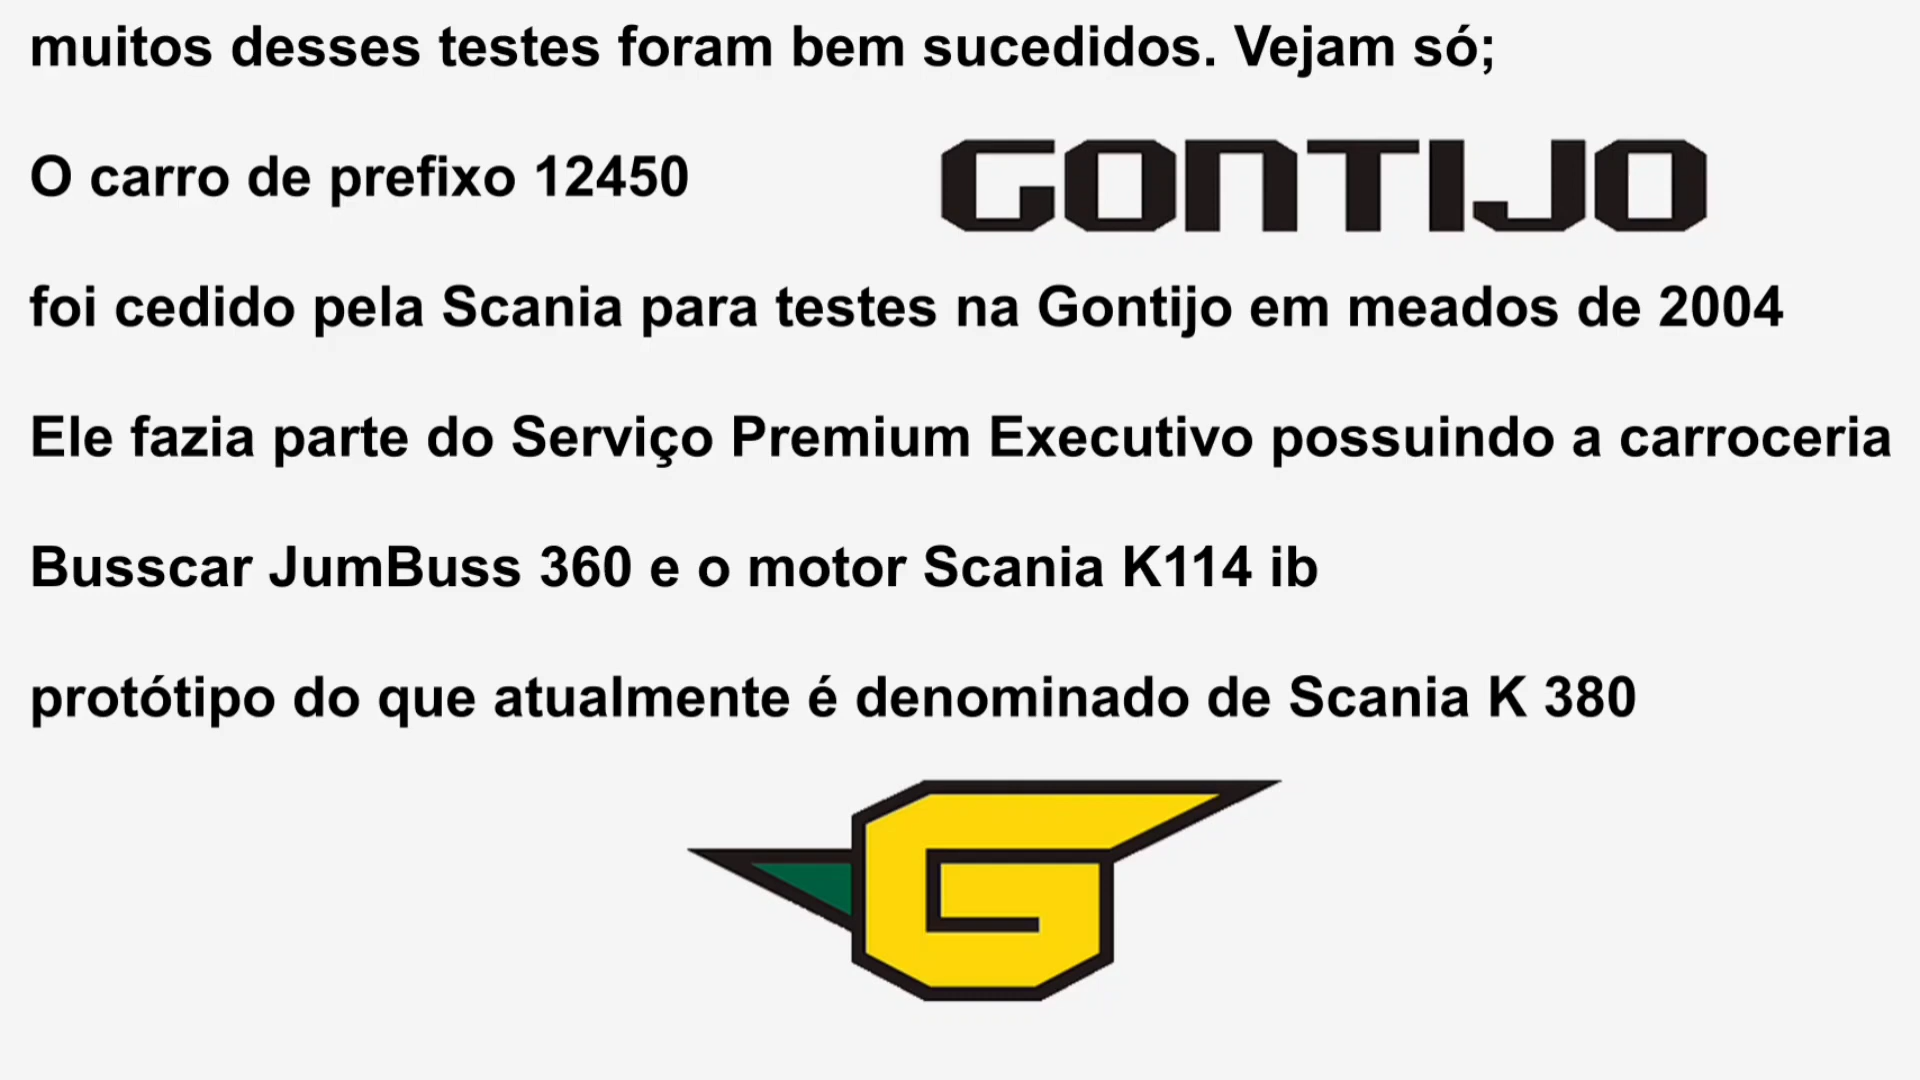 muitos desses testes foram bem sucedidos. Vejam só;
O carro de prefixo 12450
GONTIJO
foi cedido pela Scania para testes na Gontijo em meados de 2004
Ele fazia parte do Serviço Premium Executivo possuindo a carroceria
Busscar JumBuss 360 e o motor Scania K114 ib
protótipo do que atualmente é denominado de Scania K 380
G